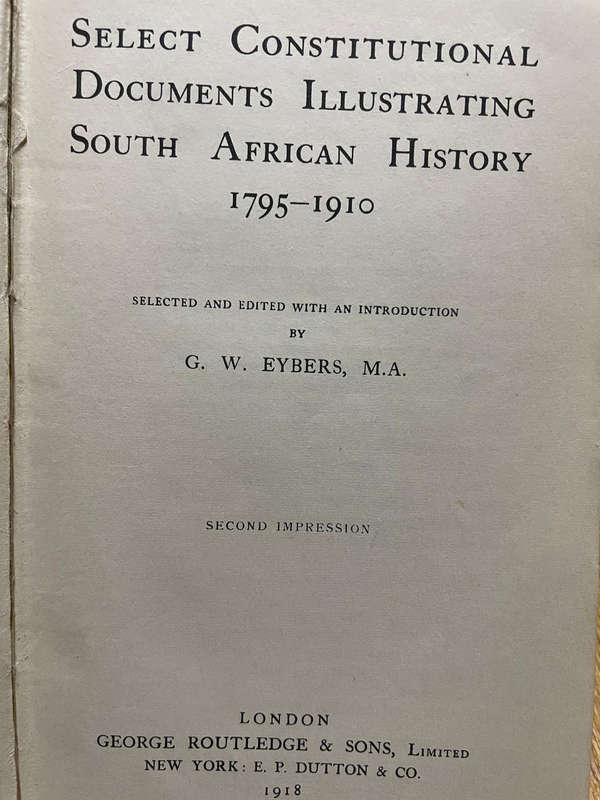 SELECT CONSTITUTIONAL
DOCUMENTS ILLUSTRATING
SOUTH AFRICAN HISTORY
1795–1910
SELECTED AND EDITED WITH AN INTRODUCTION
BY
G. W. EYBERS, M.A.
SECOND IMPRESSION
LONDON
GEORGE ROUTLEDGE & SONS, LIMITED
NEW YORK: E. P. DUTTON & CO.
1918